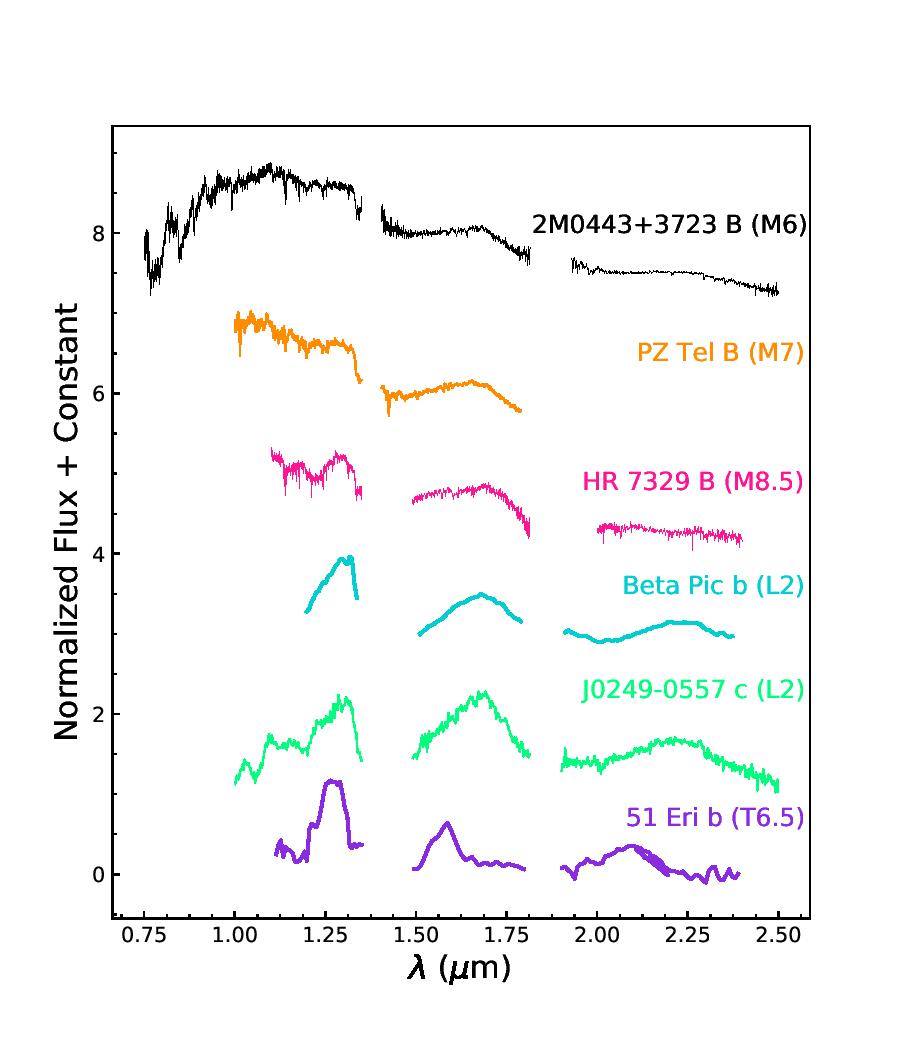 Normalized Flux + Constant
8
6
4
2
0
2M0443+3723 B (M6)
PZ Tel B (M7)
HR 7329 B (M8.5)
Beta Pic b (L2)
J0249-0557 c (L2)
51 Eri b (T6.5)
0.75 1.00 1.25 1.50 1.75 2.00 2.25 2.50
λ (μm)